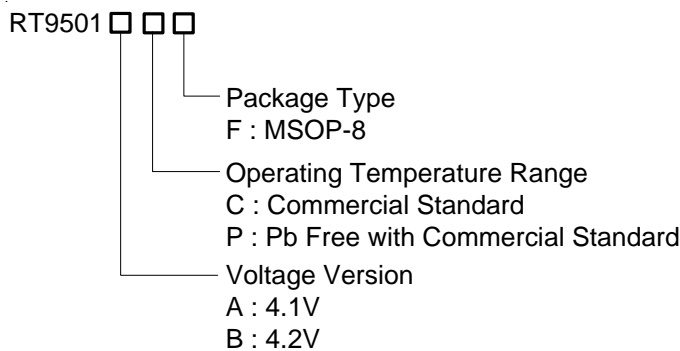 RT9501
Package Type
F : MSOP-8
Operating Temperature Range
C : Commercial Standard
P : Pb Free with Commercial Standard
Voltage Version
A : 4.1V
B : 4.2V